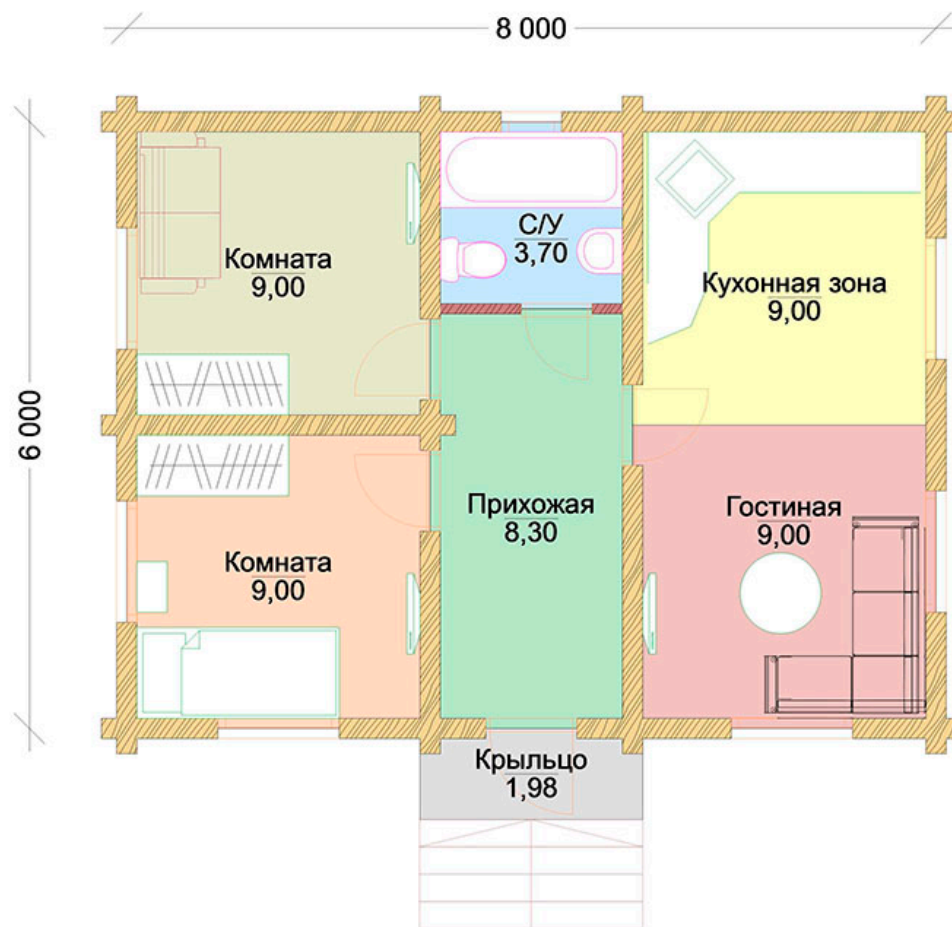 8 000
6 000
Комната
9,00
С/У
3,70
Кухонная зона
9,00
Комната
9,00
Прихожая
8,30
Гостиная
9,00
Крыльцо
1,98